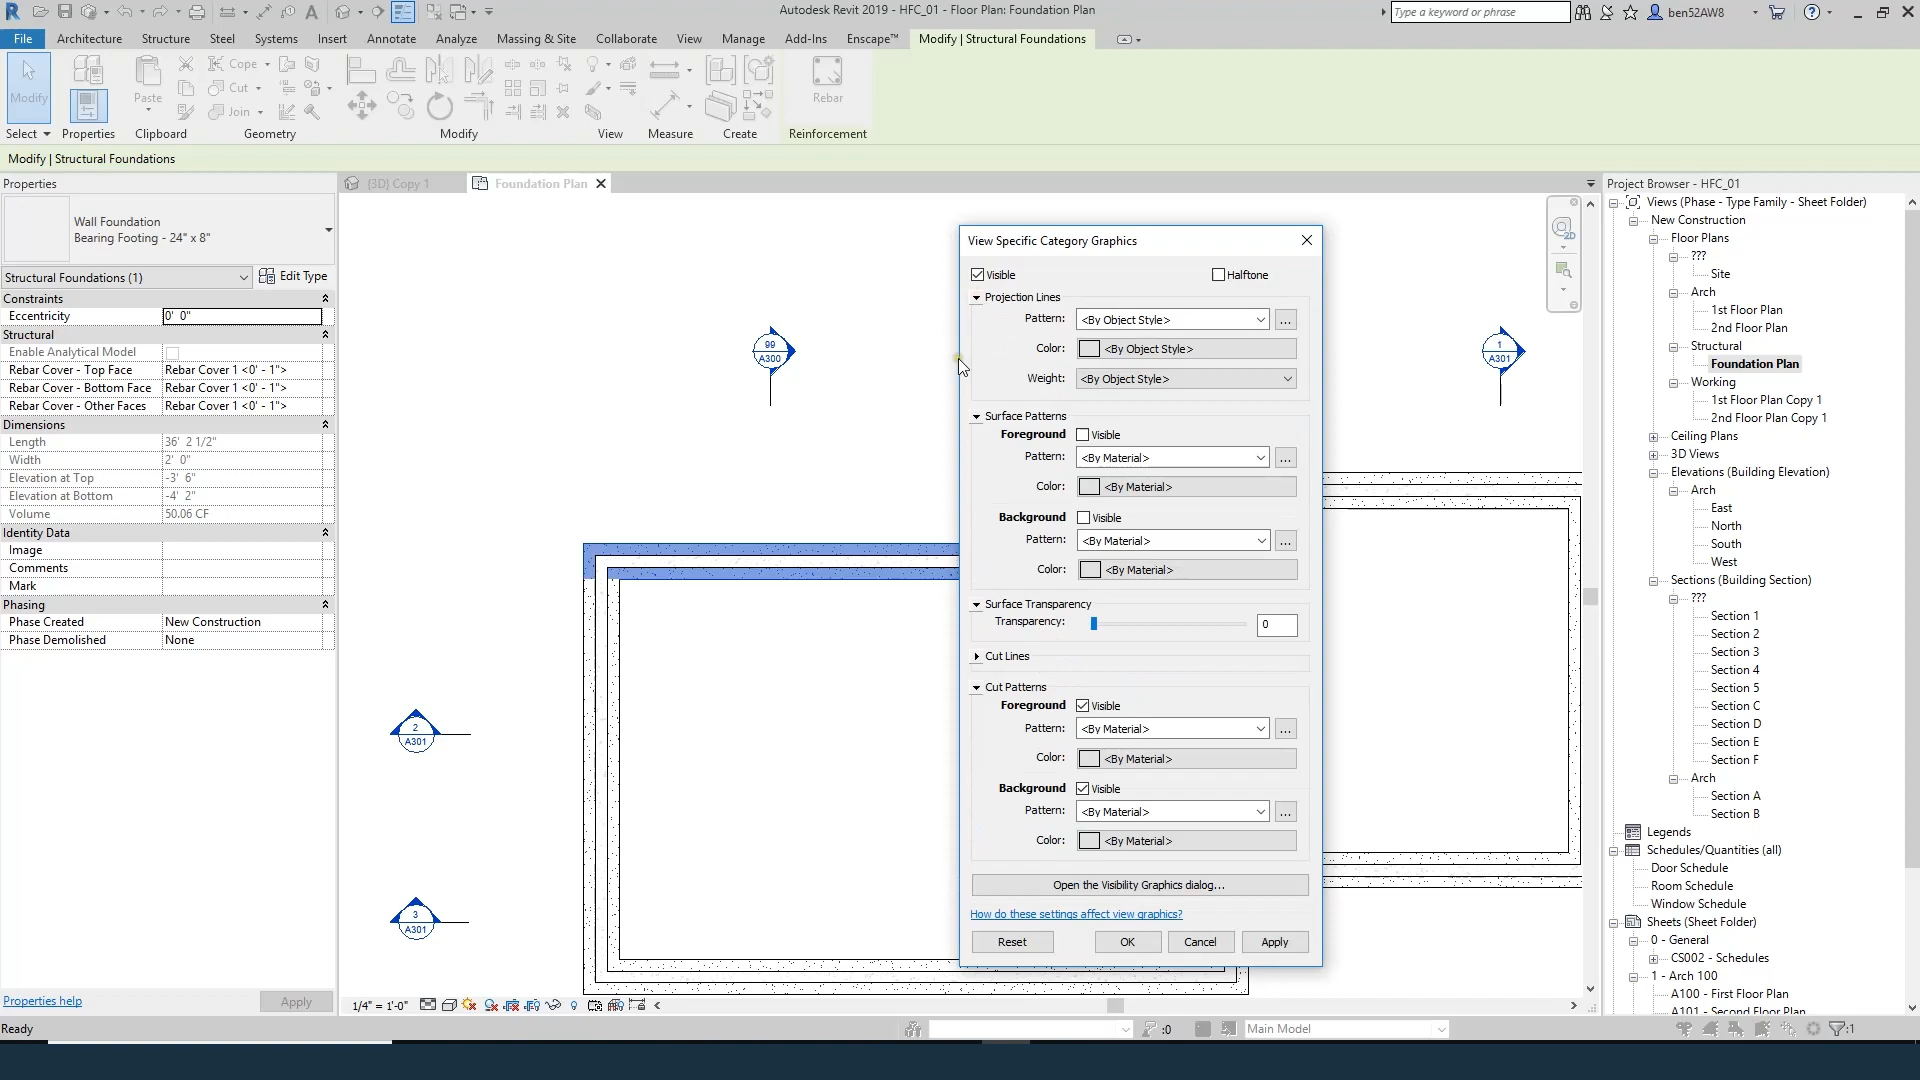 Autodesk Revit 2019 - HFC_01 - Floor Plan: Foundation Plan
Type a keyword or phrase
ben52AW8
File Architecture Structure Steel Systems Insert Annotate Analyze Massing & Site Collaborate View Manage Add-Ins Enscape™ Modify | Structural Foundations
Modify
Paste
Cope
Cut
Join
Rebar
Select Properties Clipboard Geometry Modify View Measure Create Reinforcement
Modify | Structural Foundations
Properties
Wall Foundation
Bearing Footing - 24" x 8"
Structural Foundations (1)
Edit Type
Constraints
Eccentricity 0' 0"
Structural
Enable Analytical Model
Rebar Cover - Top Face Rebar Cover 1 <0' - 1">
Rebar Cover - Bottom Face Rebar Cover 1 <0' - 1">
Rebar Cover - Other Faces Rebar Cover 1 <0' - 1">
Dimensions
Length 36' 2 1/2"
Width 2' 0"
Elevation at Top -3' 6"
Elevation at Bottom -4' 2"
Volume 50.06 CF
Identity Data
Image
Comments
Mark
Phasing
Phase Created New Construction
Phase Demolished None
Properties help
Apply
{3D} Copy 1
Foundation Plan
99
A300
1
A301
2
A301
3
A301
View Specific Category Graphics
Visible
Halftone
Projection Lines
Pattern: <By Object Style> ...
Color: <By Object Style>
Weight: <By Object Style>
Surface Patterns
Foreground Visible
Pattern: <By Material> ...
Color: <By Material>
Background Visible
Pattern: <By Material> ...
Color: <By Material>
Surface Transparency
Transparency: 0
Cut Lines
Cut Patterns
Foreground Visible
Pattern: <By Material> ...
Color: <By Material>
Background Visible
Pattern: <By Material> ...
Color: <By Material>
Open the Visibility Graphics dialog...
How do these settings affect view graphics?
Reset OK Cancel Apply
2D
Project Browser - HFC_01
Views (Phase - Type Family - Sheet Folder)
New Construction
Floor Plans
???
Site
Arch
1st Floor Plan
2nd Floor Plan
Structural
Foundation Plan
Working
1st Floor Plan Copy 1
2nd Floor Plan Copy 1
Ceiling Plans
3D Views
Elevations (Building Elevation)
Arch
East
North
South
West
Sections (Building Section)
???
Section 1
Section 2
Section 3
Section 4
Section 5
Section C
Section D
Section E
Section F
Arch
Section A
Section B
Legends
Schedules/Quantities (all)
Door Schedule
Room Schedule
Window Schedule
Sheets (Sheet Folder)
0 - General
CS002 - Schedules
1 - Arch 100
A100 - First Floor Plan
A101 - Second Floor Plan
1/4" = 1'-0"
Ready
:0
Main Model
:1